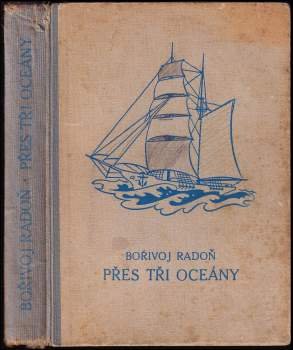 BOŘIVOJ RADOŇ - PŘES TŘI OCEÁNY
BOŘIVOJ RADOŇ
PŘES TŘI OCEÁNY